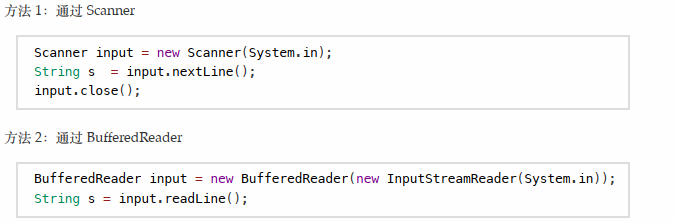 方法 1：通过 Scanner
Scanner input = new Scanner(System.in);
String s  = input.nextLine();
input.close();
方法 2：通过 BufferedReader
BufferedReader input = new BufferedReader(new InputStreamReader(System.in));
String s = input.readLine();